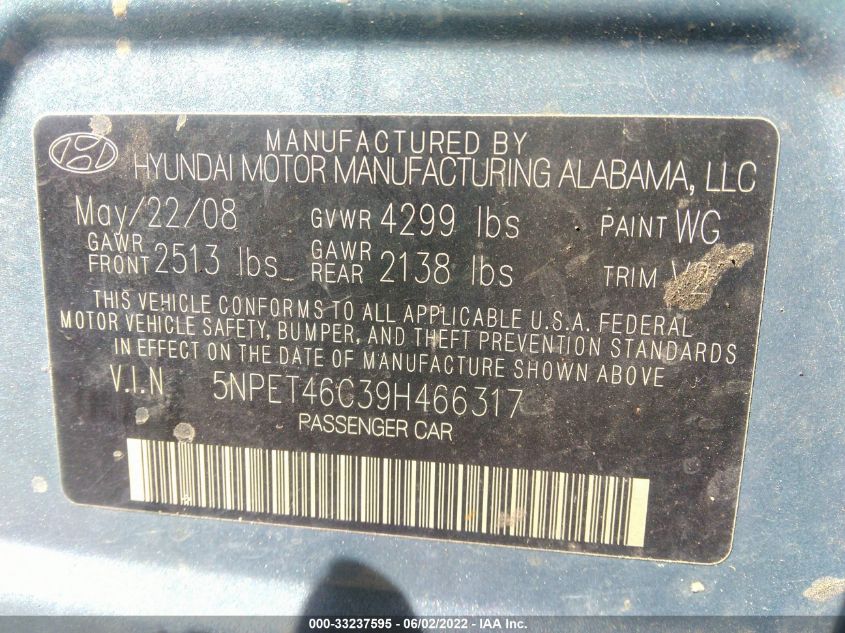 MANUFACTURED BY
HYUNDAI MOTOR MANUFACTURING ALABAMA, LLC
May/22/08 GVWR 4299 lbs PAINT WG
GAWR FRONT 2513 lbs GAWR REAR 2138 lbs TRIM
THIS VEHICLE CONFORMS TO ALL APPLICABLE U.S.A. FEDERAL
MOTOR VEHICLE SAFETY, BUMPER, AND THEFT PREVENTION STANDARDS
IN EFFECT ON THE DATE OF MANUFACTURE SHOWN ABOVE
V.I.N 5NPET46C39H466317
PASSENGER CAR
000-33237595 - 06/02/2022 - IAA Inc.